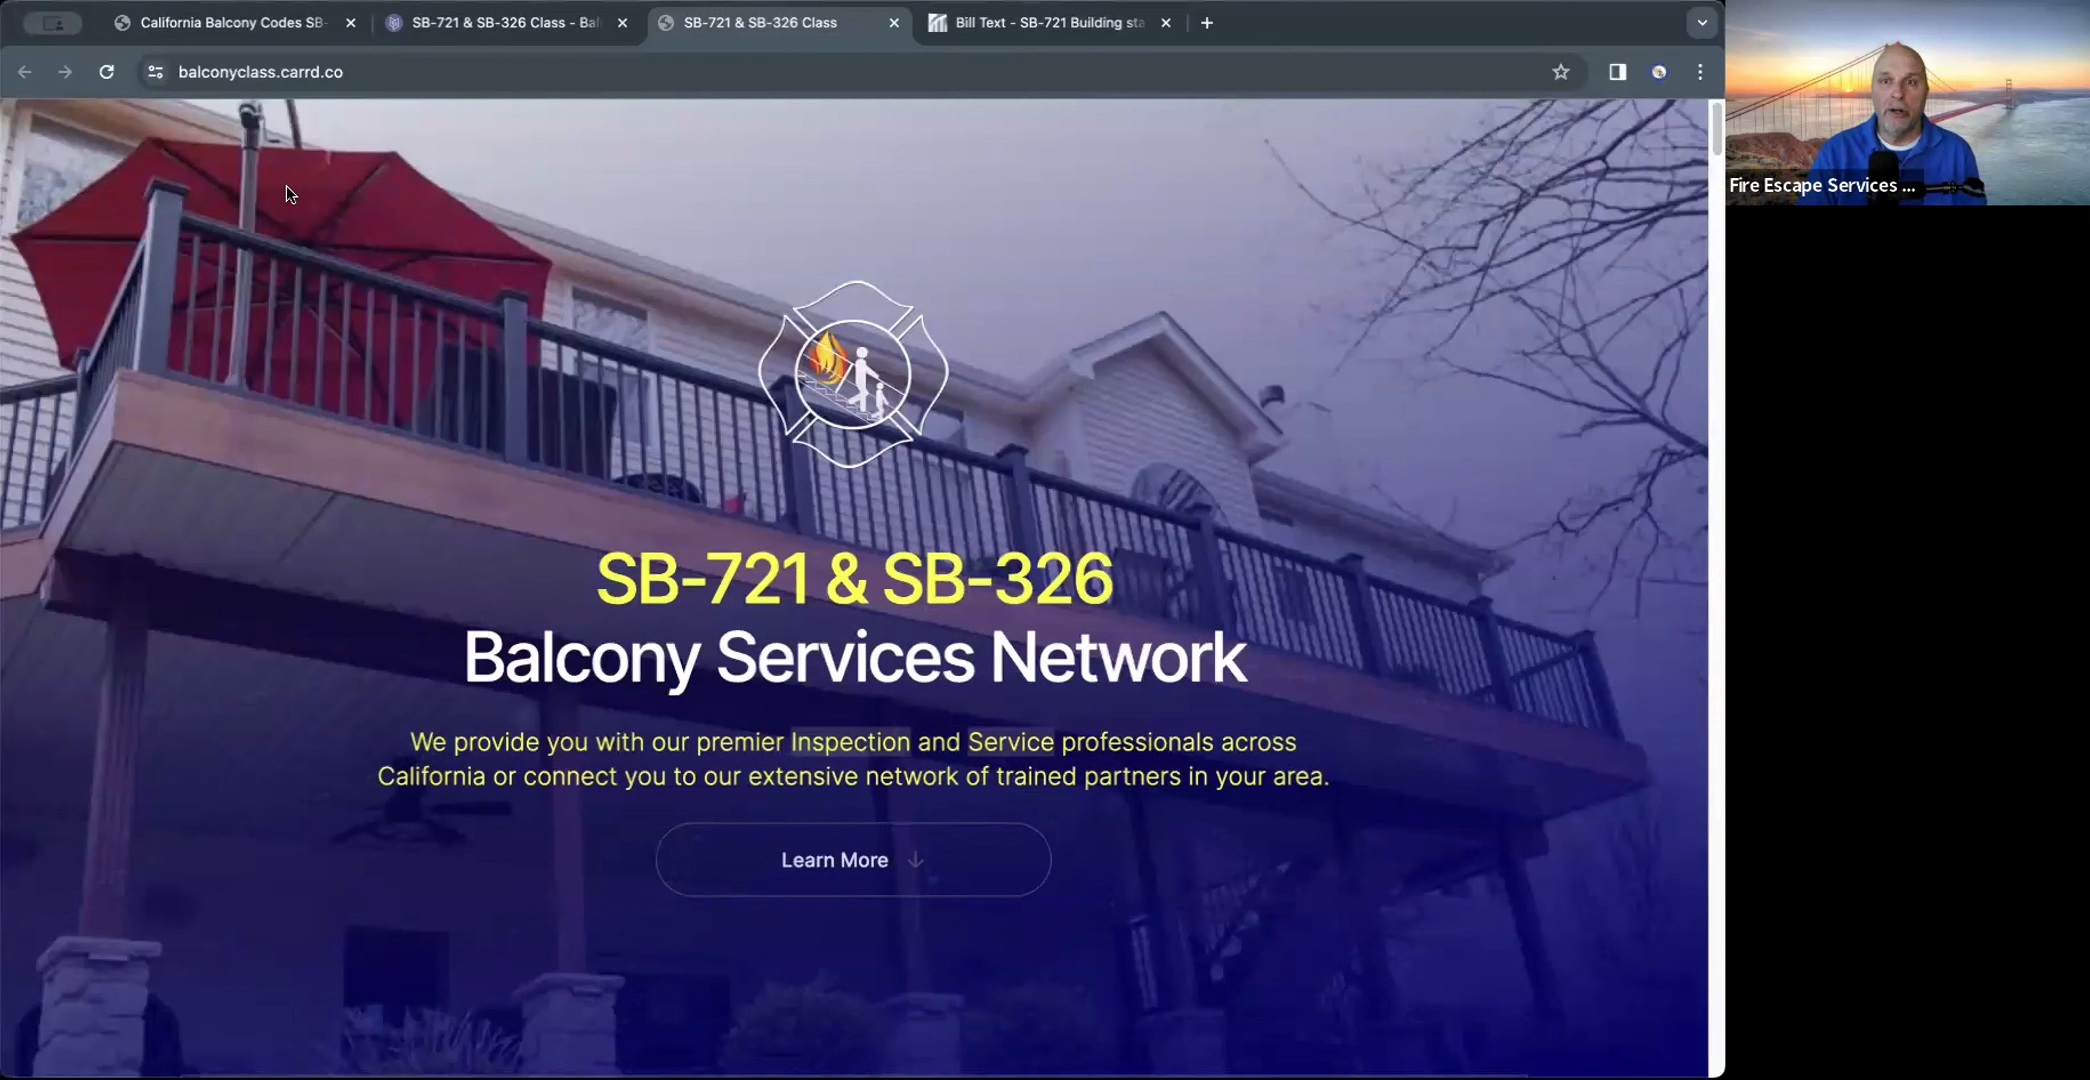 California Balcony Codes SB-
SB-721 & SB-326 Class - Bal
SB-721 & SB-326 Class
Bill Text - SB-721 Building sta
balconyclass.carrd.co
Fire Escape Services ...
SB-721 & SB-326
Balcony Services Network
We provide you with our premier Inspection and Service professionals across
California or connect you to our extensive network of trained partners in your area.
Learn More